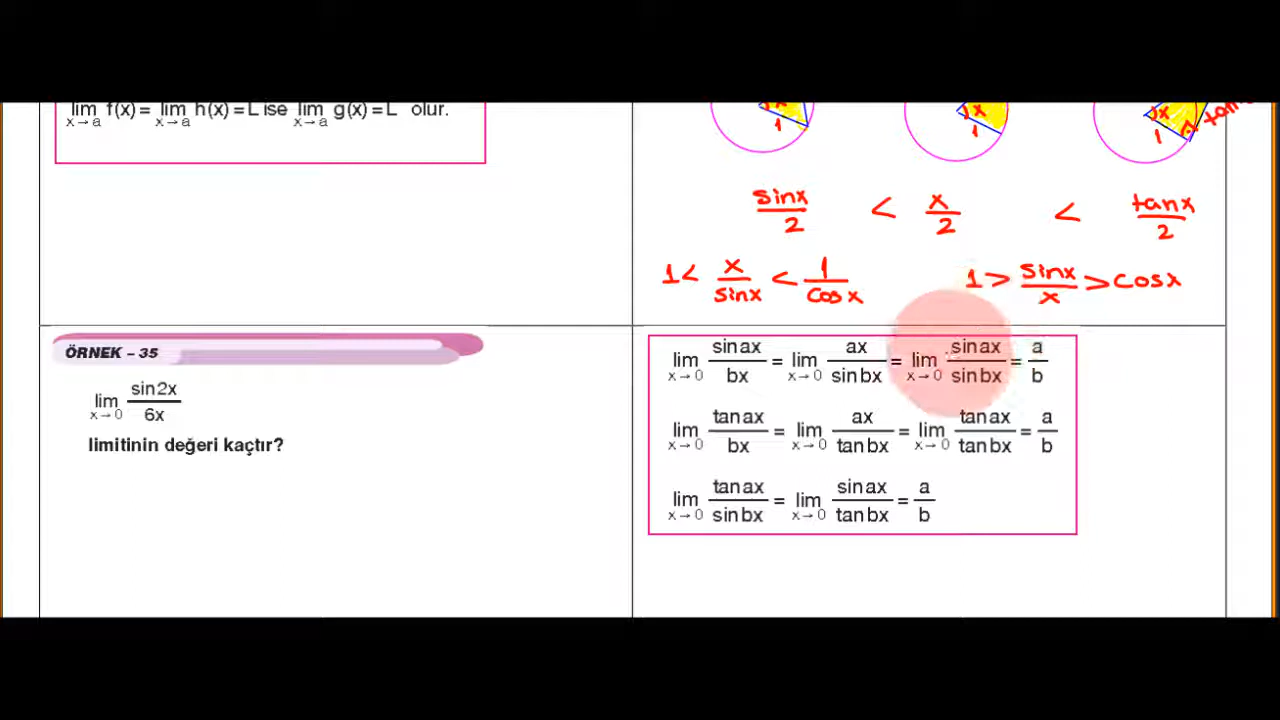 lim f(x) = lim h(x) = L ise lim g(x) = L olur.
x→a x→a x→a
x 1
x 1
x 1 tan
sinx/2 < x/2 < tanx/2
1 < x/sinx < 1/cosx 1 > sinx/x > cosx
ÖRNEK – 35
lim sin2x/6x
x→0
limitinin değeri kaçtır?
lim sinax/bx = lim ax/sinbx = lim sinax/sinbx = a/b
x→0 x→0 x→0
lim tanax/bx = lim ax/tanbx = lim tanax/tanbx = a/b
x→0 x→0 x→0
lim tanax/sinbx = lim sinax/tanbx = a/b
x→0 x→0